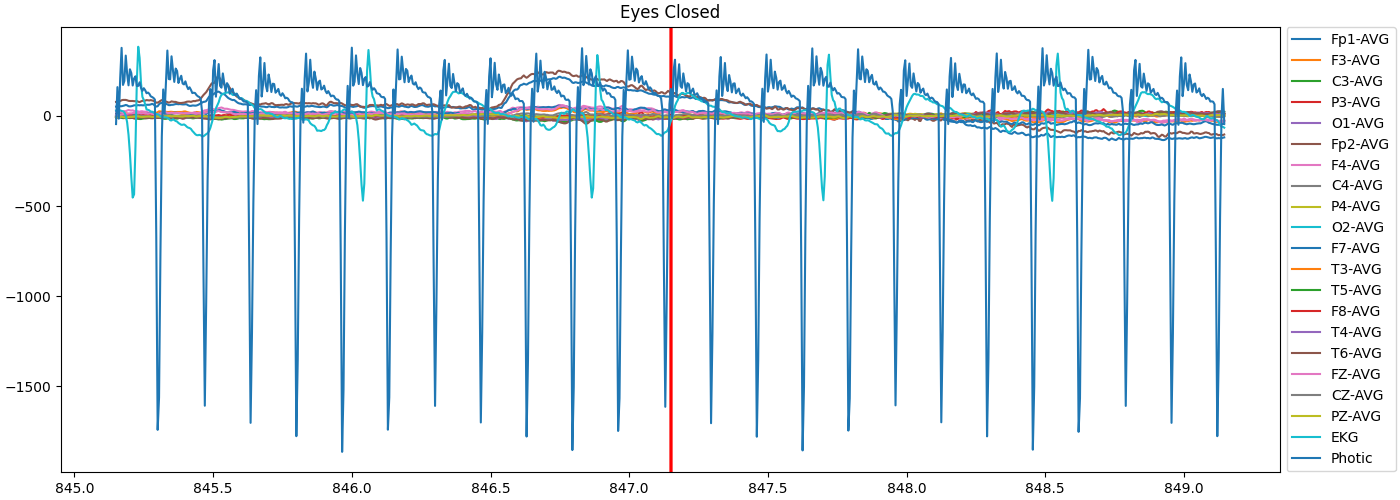 Eyes Closed
0
−500
−1000
−1500
845.0 845.5 846.0 846.5 847.0 847.5 848.0 848.5 849.0
Fp1-AVG
F3-AVG
C3-AVG
P3-AVG
O1-AVG
Fp2-AVG
F4-AVG
C4-AVG
P4-AVG
O2-AVG
F7-AVG
T3-AVG
T5-AVG
F8-AVG
T4-AVG
T6-AVG
FZ-AVG
CZ-AVG
PZ-AVG
EKG
Photic